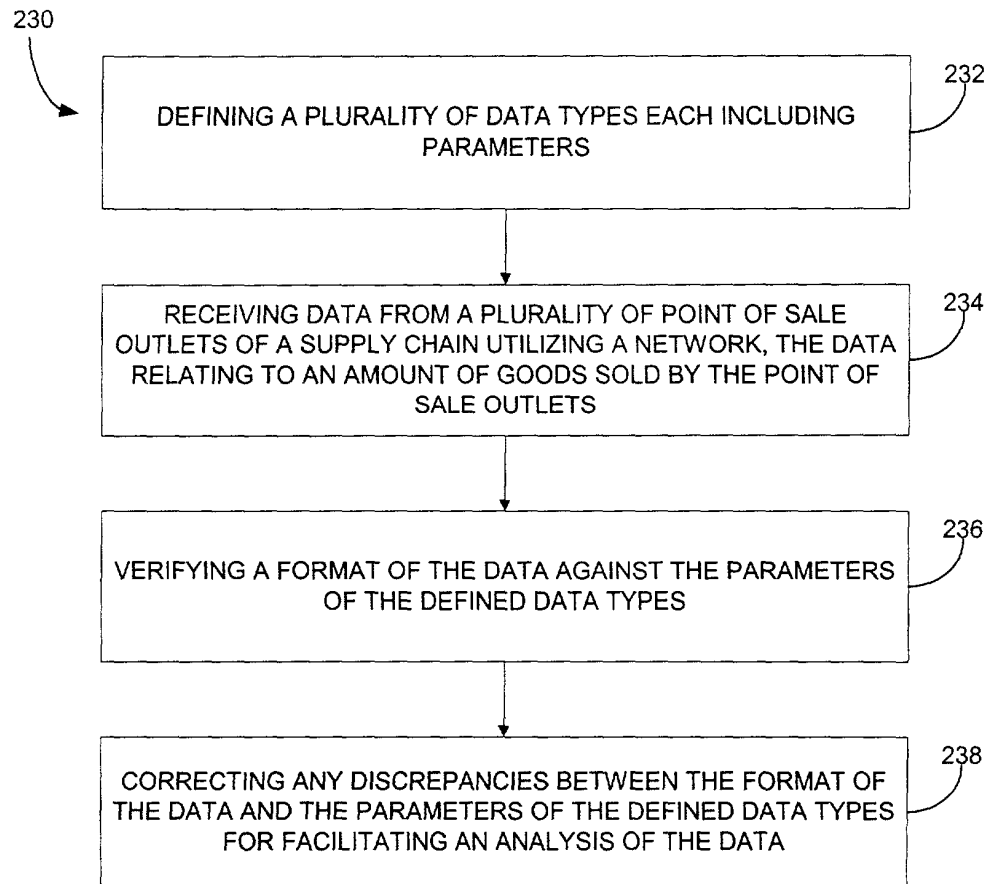 230
232
DEFINING A PLURALITY OF DATA TYPES EACH INCLUDING
PARAMETERS
234
RECEIVING DATA FROM A PLURALITY OF POINT OF SALE
OUTLETS OF A SUPPLY CHAIN UTILIZING A NETWORK, THE DATA
RELATING TO AN AMOUNT OF GOODS SOLD BY THE POINT OF
SALE OUTLETS
236
VERIFYING A FORMAT OF THE DATA AGAINST THE PARAMETERS
OF THE DEFINED DATA TYPES
238
CORRECTING ANY DISCREPANCIES BETWEEN THE FORMAT OF
THE DATA AND THE PARAMETERS OF THE DEFINED DATA TYPES
FOR FACILITATING AN ANALYSIS OF THE DATA